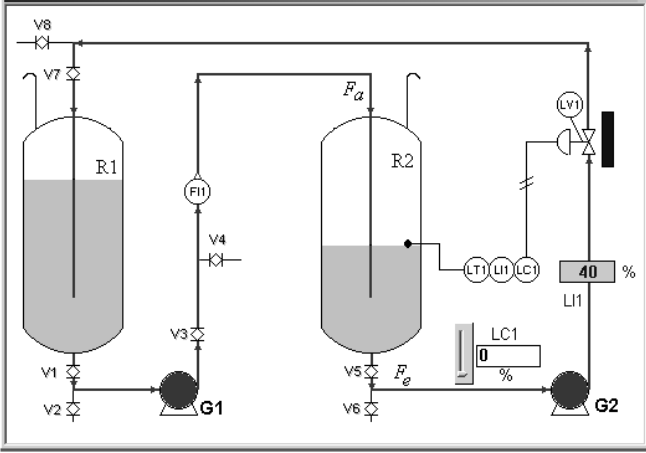 V8
V7
Fa
LV1
R1
R2
FI1
V4
LT1 LI1 LC1
40 %
LI1
V3
LC1
0
%
V1
V5
Fe
V2
G1
V6
G2